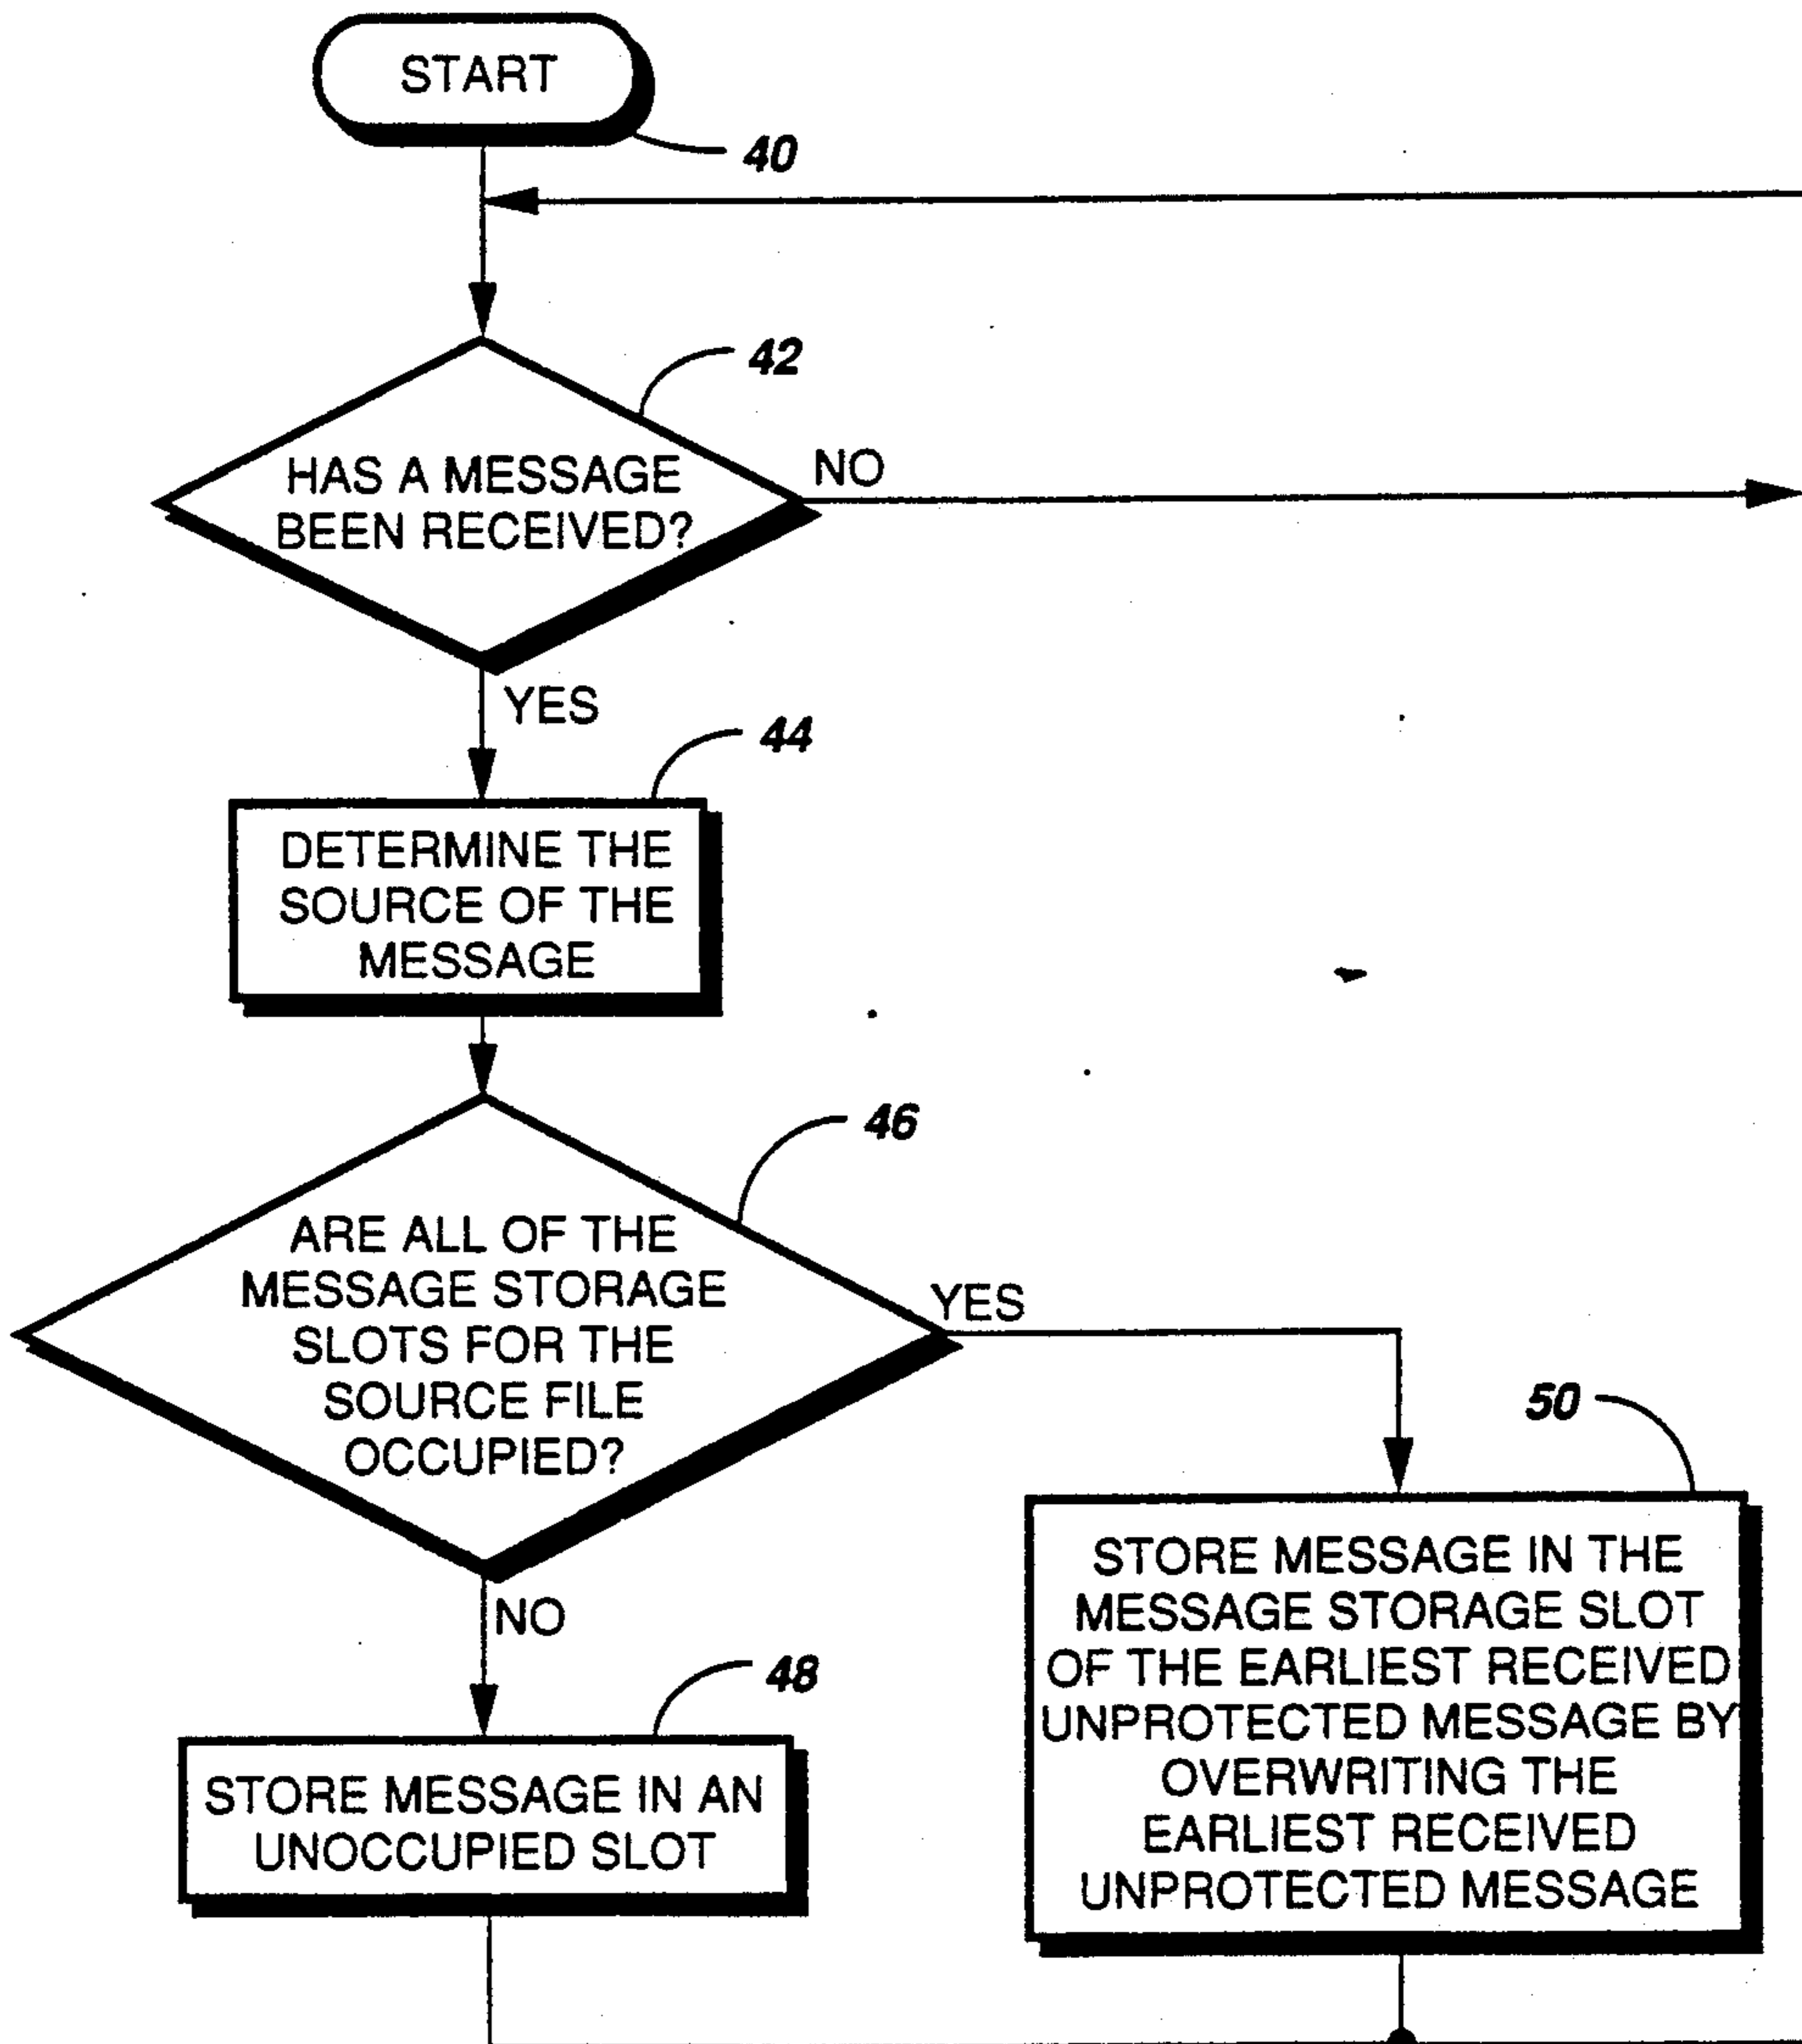 START
40
42
HAS A MESSAGE
BEEN RECEIVED?
NO
YES
44
DETERMINE THE
SOURCE OF THE
MESSAGE
46
ARE ALL OF THE
MESSAGE STORAGE
SLOTS FOR THE
SOURCE FILE
OCCUPIED?
YES
NO
50
STORE MESSAGE IN THE
MESSAGE STORAGE SLOT
OF THE EARLIEST RECEIVED
UNPROTECTED MESSAGE BY
OVERWRITING THE
EARLIEST RECEIVED
UNPROTECTED MESSAGE
48
STORE MESSAGE IN AN
UNOCCUPIED SLOT